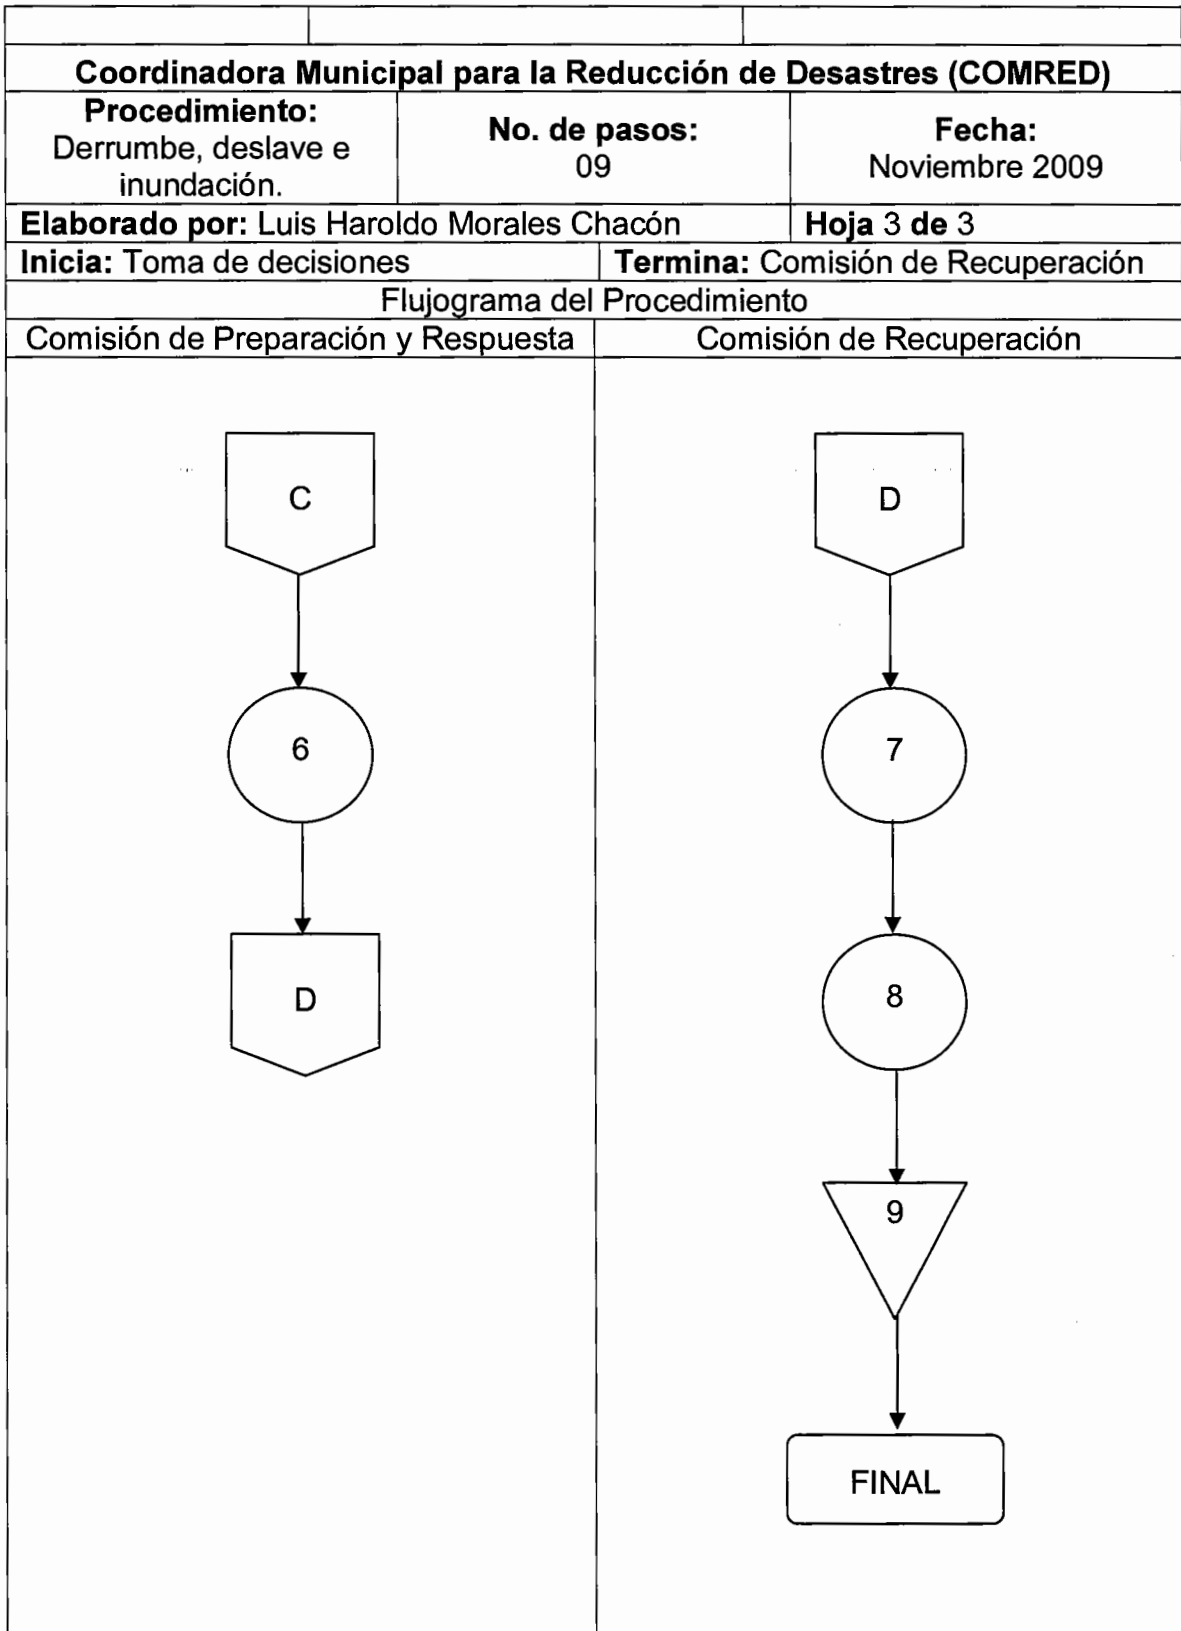 Coordinadora Municipal para la Reducción de Desastres (COMRED)
Procedimiento:
Derrumbe, deslave e
inundación.
No. de pasos:
09
Fecha:
Noviembre 2009
Elaborado por: Luis Haroldo Morales Chacón
Hoja 3 de 3
Inicia: Toma de decisiones
Termina: Comisión de Recuperación
Flujograma del Procedimiento
Comisión de Preparación y Respuesta
Comisión de Recuperación
C
6
D
D
7
8
9
FINAL